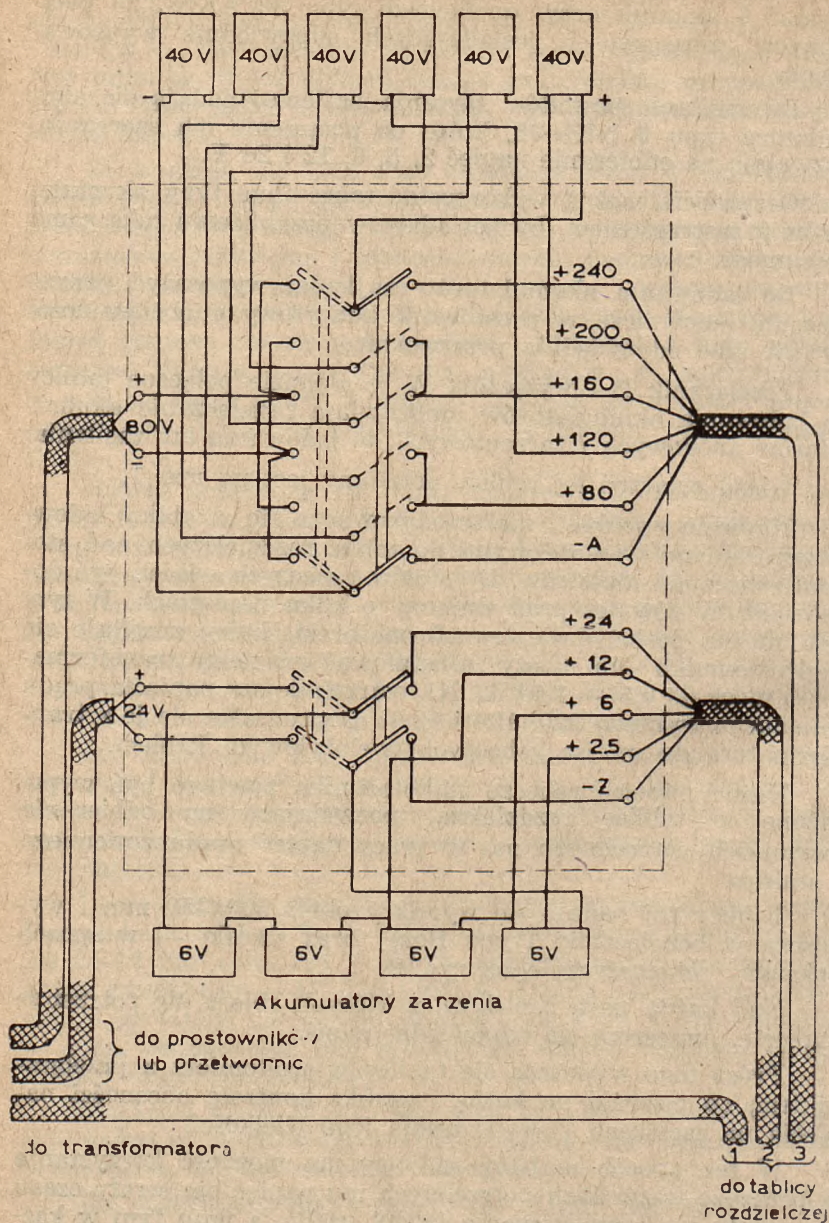 40V 40V 40V 40V 40V 40V
- +
+240
+200
+160
+
80V
-
+120
+80
-A
+24
+
24V
-
+12
+6
+2.5
-Z
6V 6V 6V 6V
Akumulatory zarzenia
do prostownikć
lub przetwornic
do transformatora
1 2 3
do tablicy
rozdzielczej